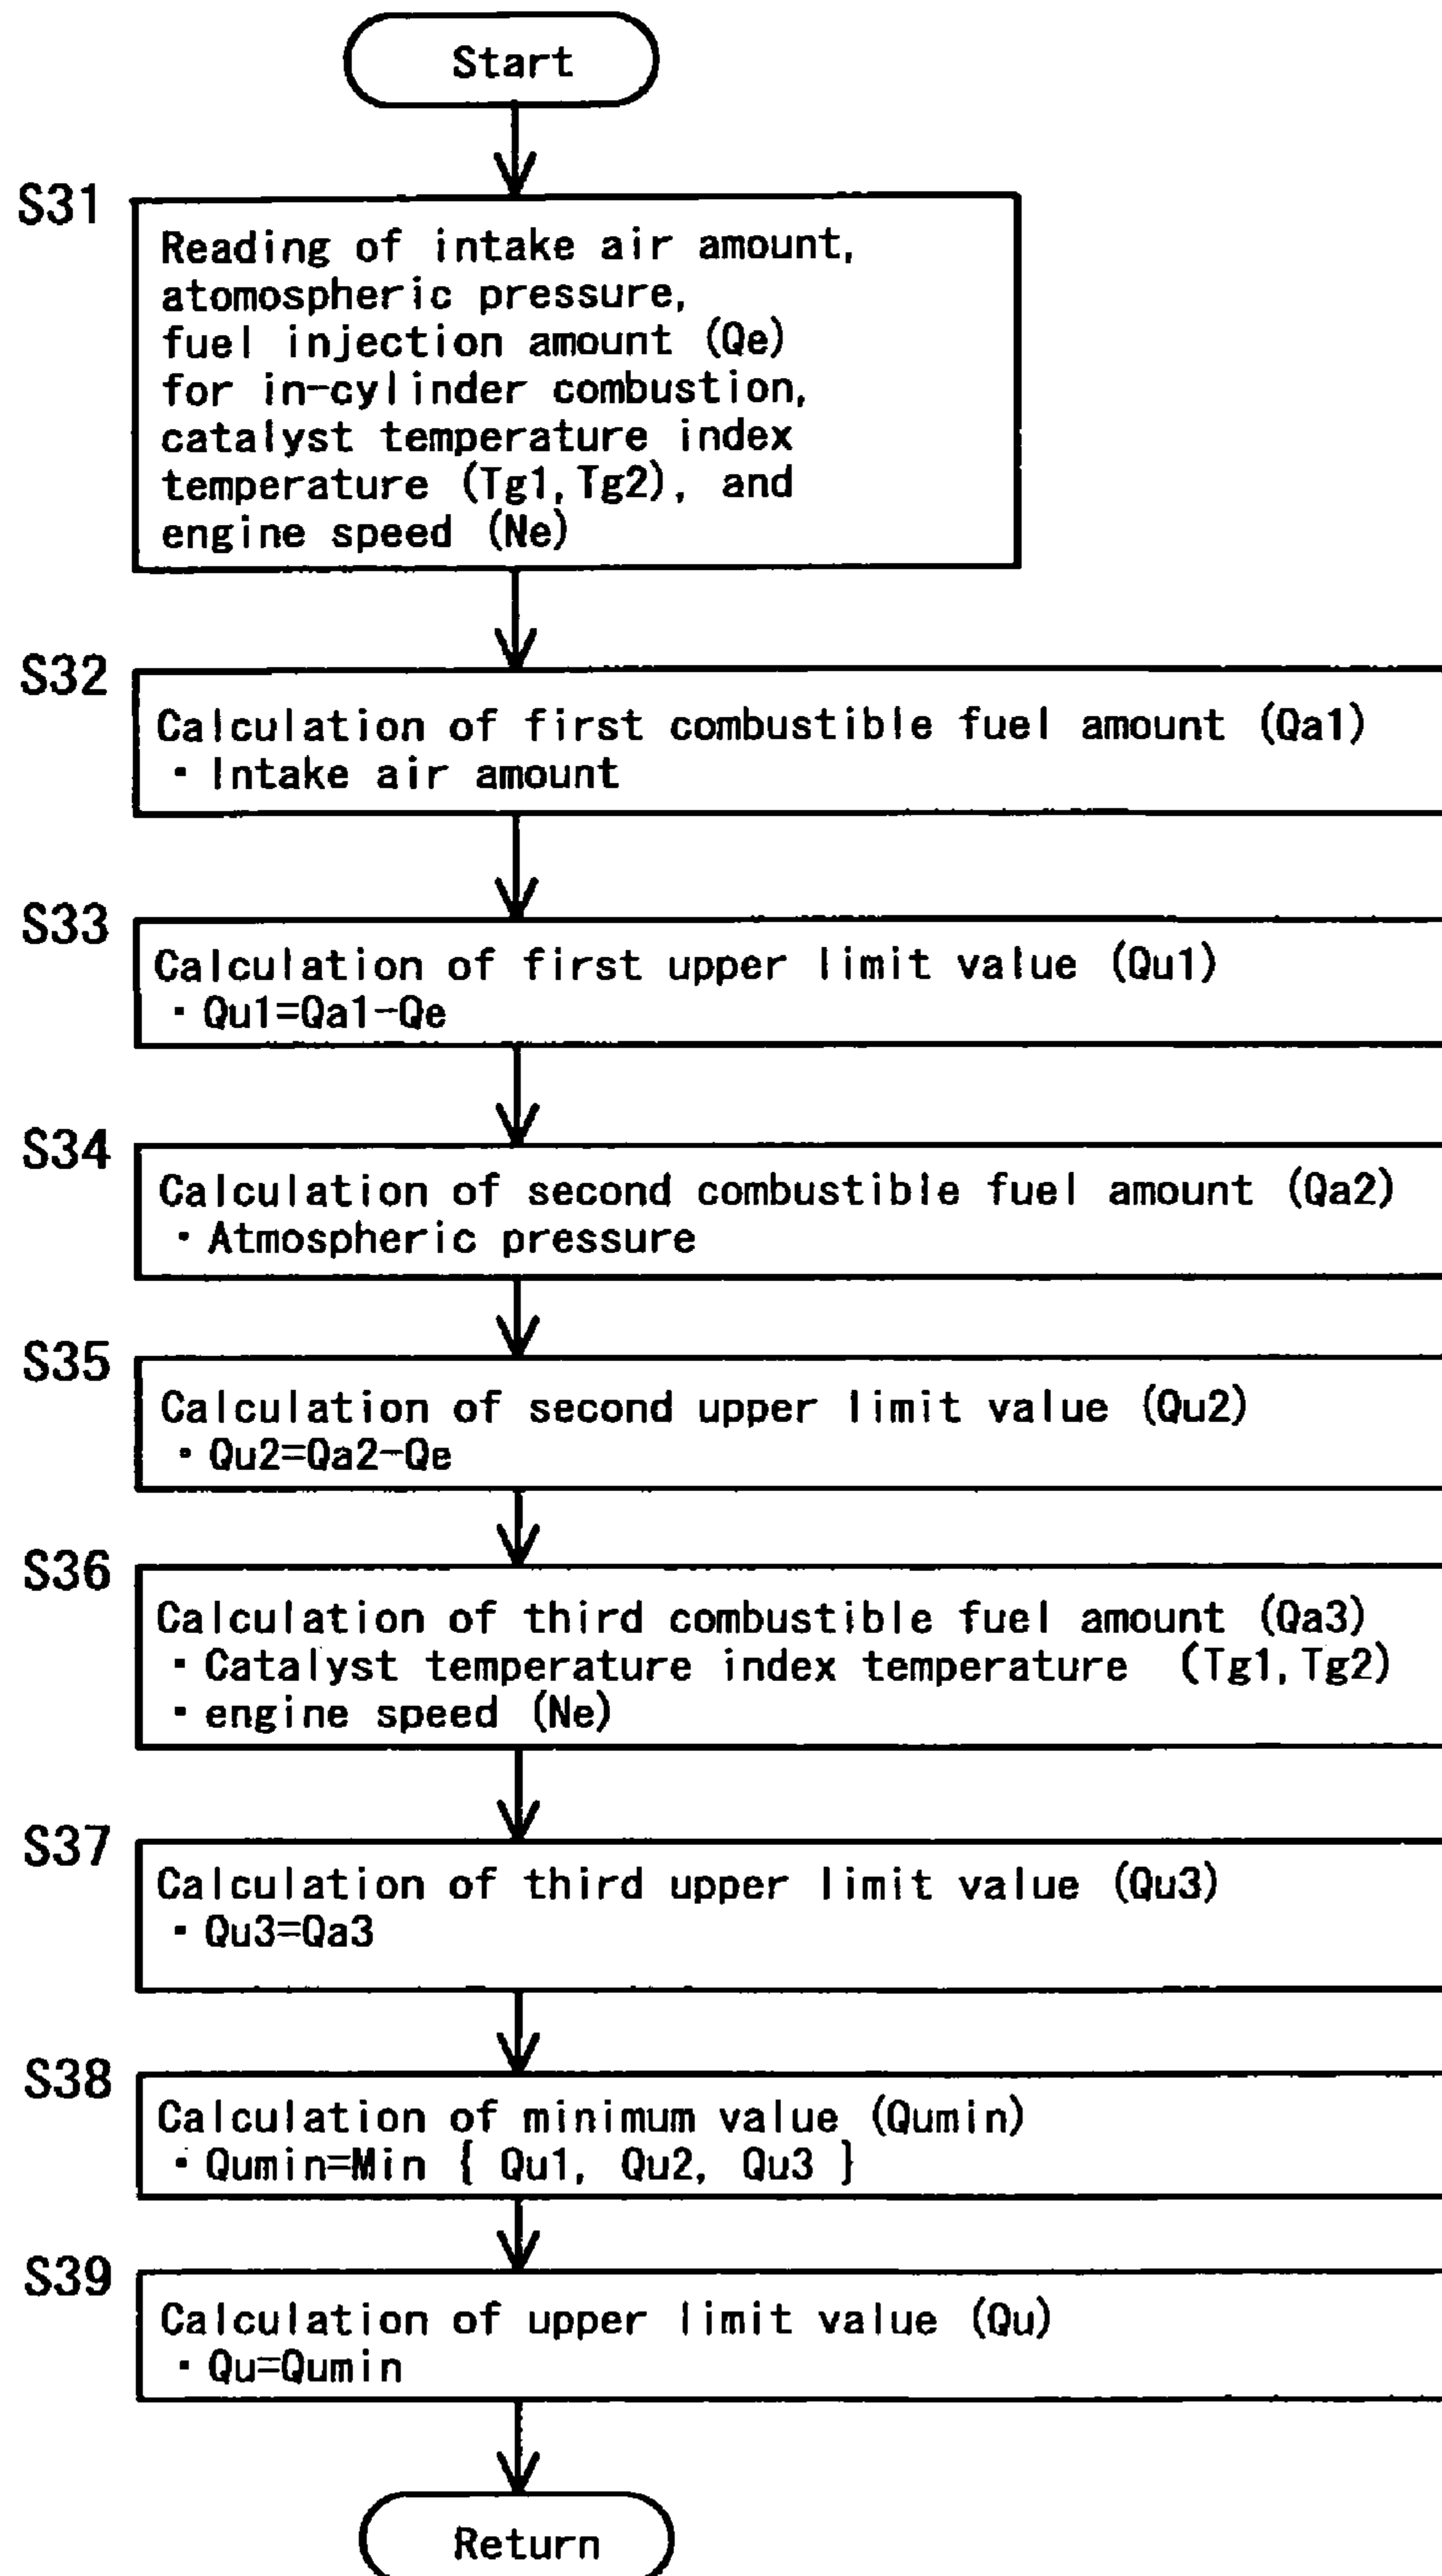 Start
S31
Reading of intake air amount,
atomospheric pressure,
fuel injection amount (Qe)
for in-cylinder combustion,
catalyst temperature index
temperature (Tg1,Tg2), and
engine speed (Ne)
S32
Calculation of first combustible fuel amount (Qa1)
・Intake air amount
S33
Calculation of first upper limit value (Qu1)
・Qu1=Qa1-Qe
S34
Calculation of second combustible fuel amount (Qa2)
・Atmospheric pressure
S35
Calculation of second upper limit value (Qu2)
・Qu2=Qa2-Qe
S36
Calculation of third combustible fuel amount (Qa3)
・Catalyst temperature index temperature (Tg1,Tg2)
・engine speed (Ne)
S37
Calculation of third upper limit value (Qu3)
・Qu3=Qa3
S38
Calculation of minimum value (Qumin)
・Qumin=Min { Qu1, Qu2, Qu3 }
S39
Calculation of upper limit value (Qu)
・Qu=Qumin
Return